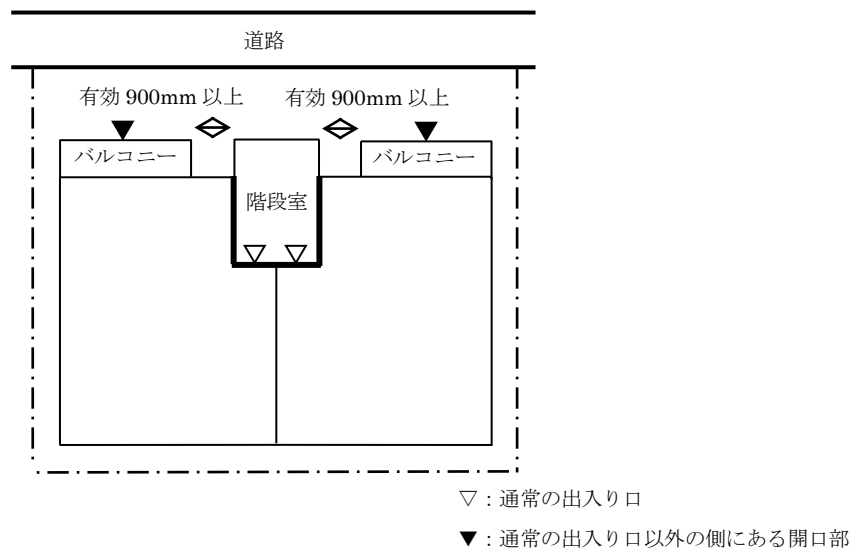 道路
有効 900mm 以上 有効 900mm 以上
バルコニー バルコニー
階段室
▽：通常の出入り口
▼：通常の出入り口以外の側にある開口部